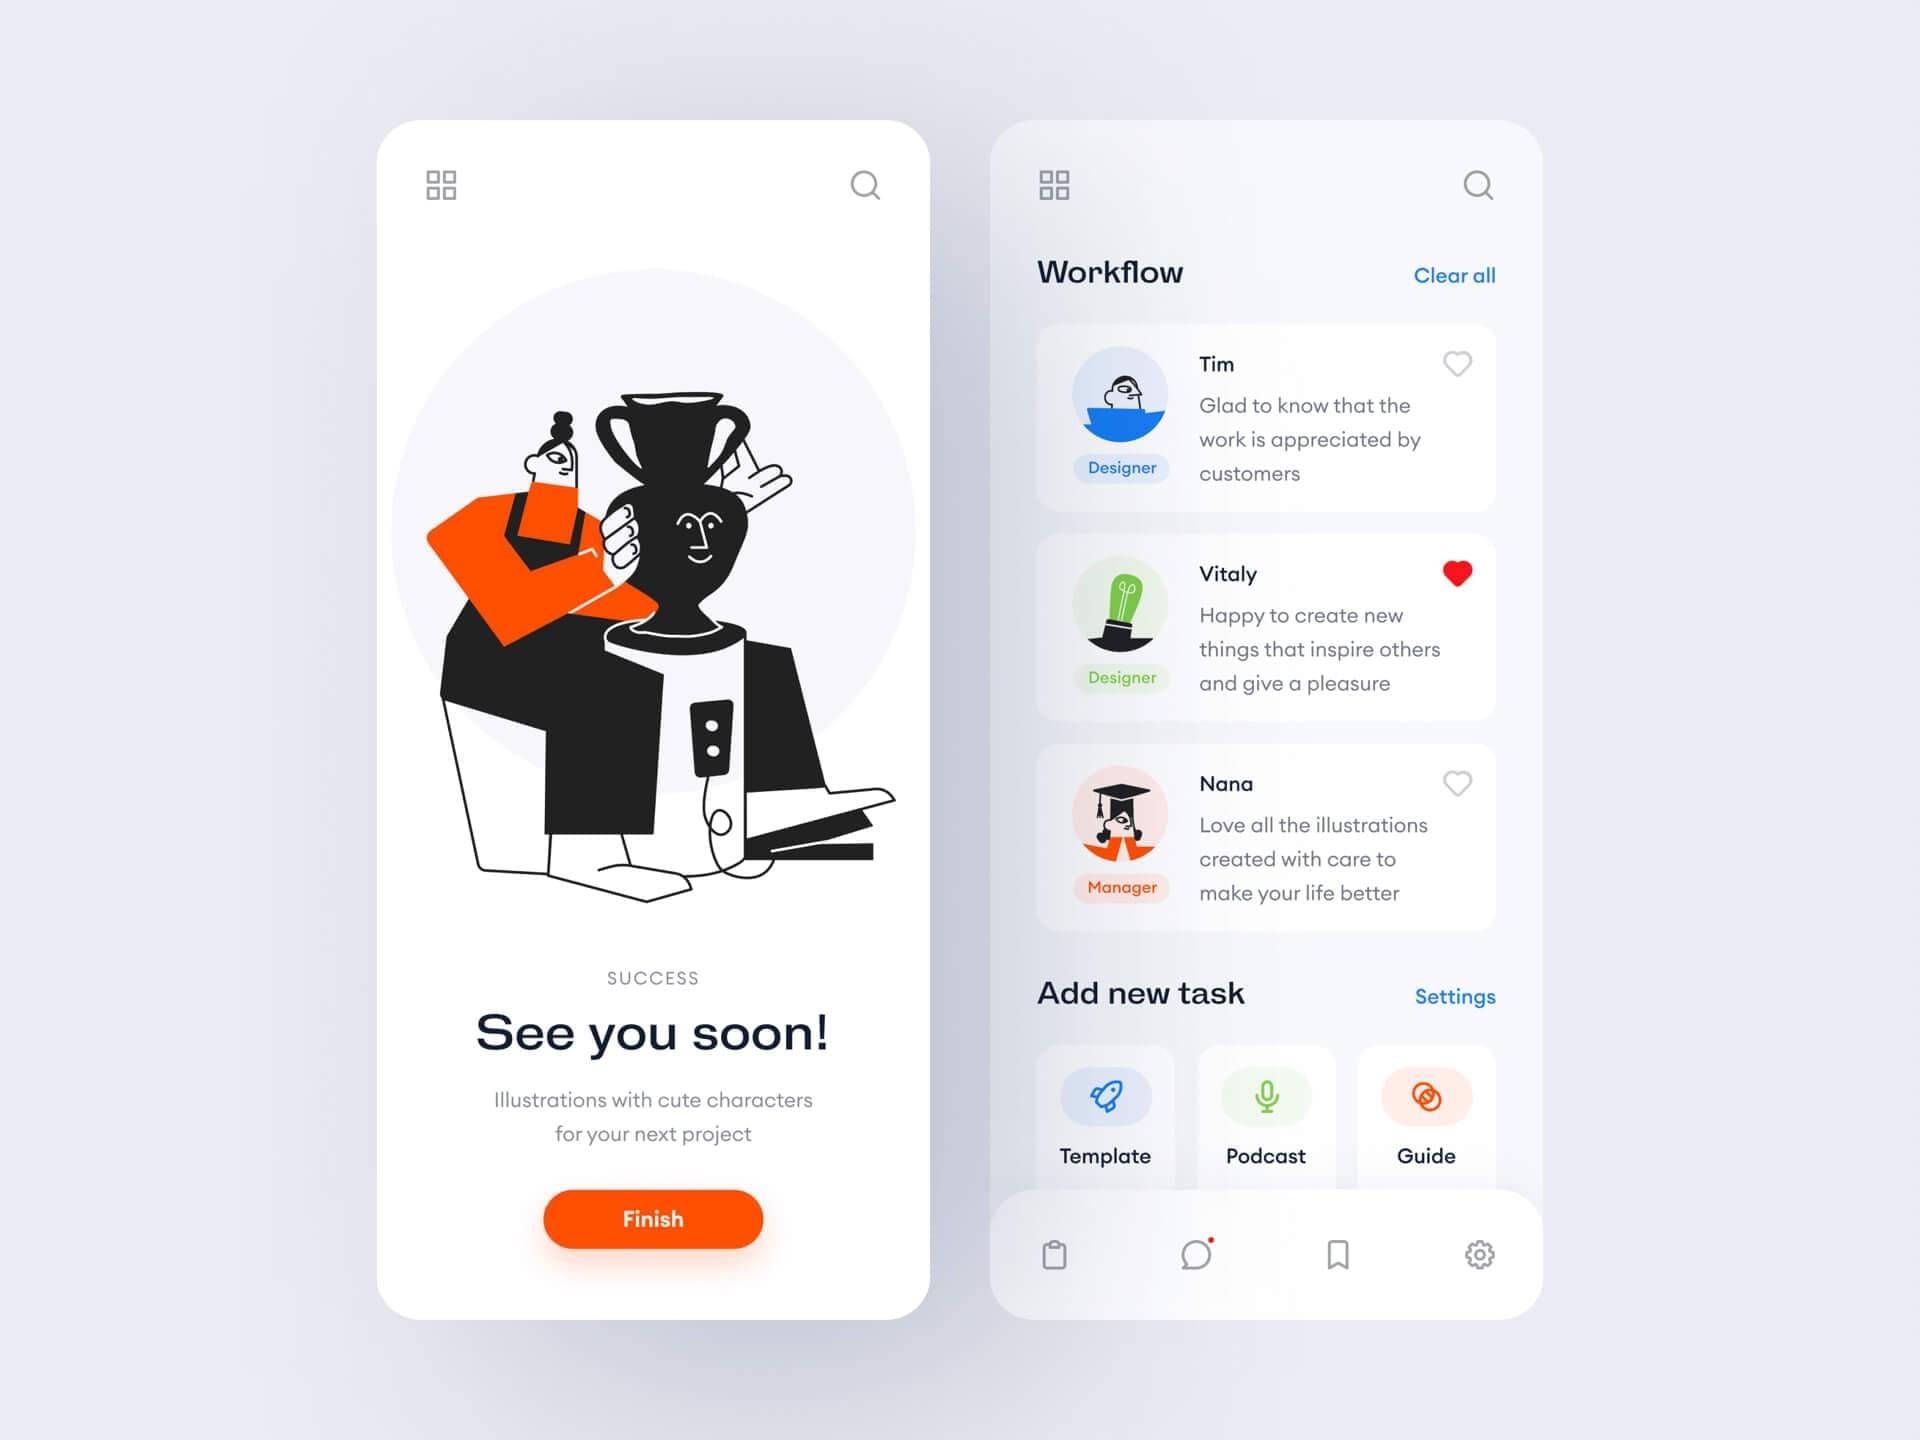 SUCCESS
See you soon!
Illustrations with cute characters
for your next project
Finish
Workflow
Clear all
Tim
Glad to know that the
work is appreciated by
customers
Designer
Vitaly
Happy to create new
things that inspire others
and give a pleasure
Designer
Nana
Love all the illustrations
created with care to
make your life better
Manager
Add new task
Settings
Template
Podcast
Guide